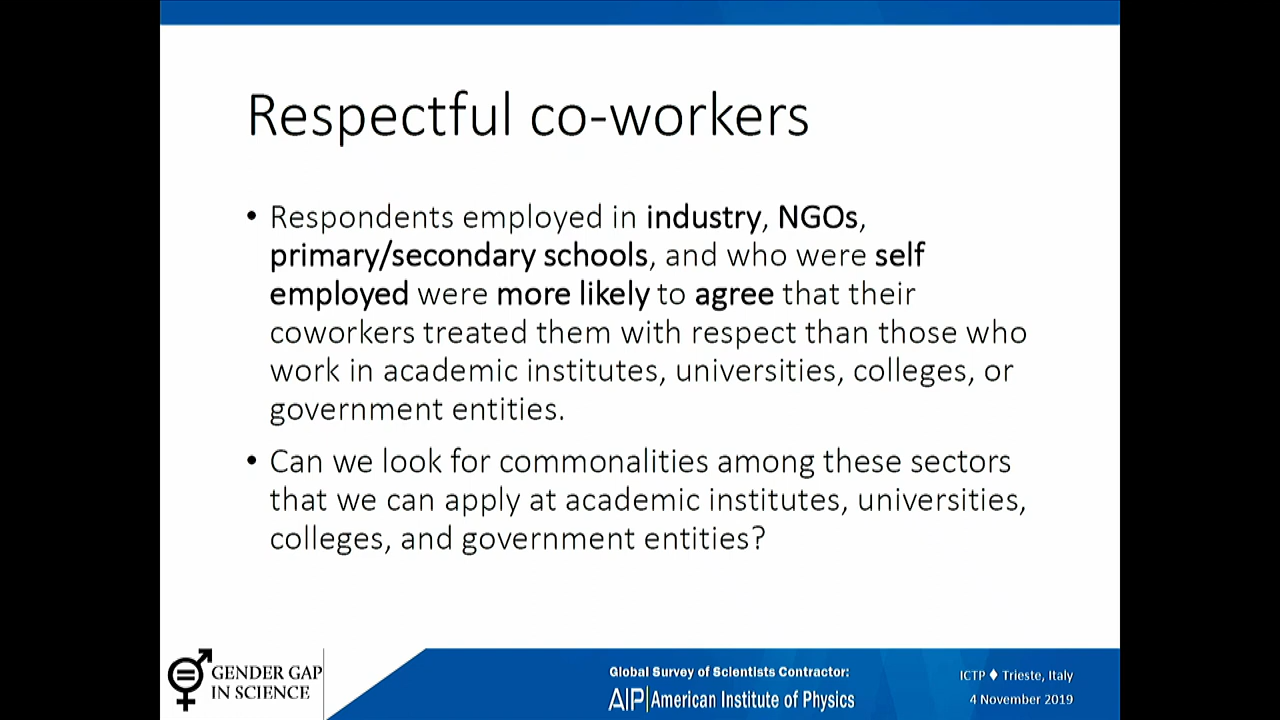 Respectful co-workers
• Respondents employed in industry, NGOs,
primary/secondary schools, and who were self
employed were more likely to agree that their
coworkers treated them with respect than those who
work in academic institutes, universities, colleges, or
government entities.
• Can we look for commonalities among these sectors
that we can apply at academic institutes, universities,
colleges, and government entities?
GENDER GAP
IN SCIENCE
Global Survey of Scientists Contractor:
AIP|American Institute of Physics
ICTP ♦ Trieste, Italy
4 November 2019